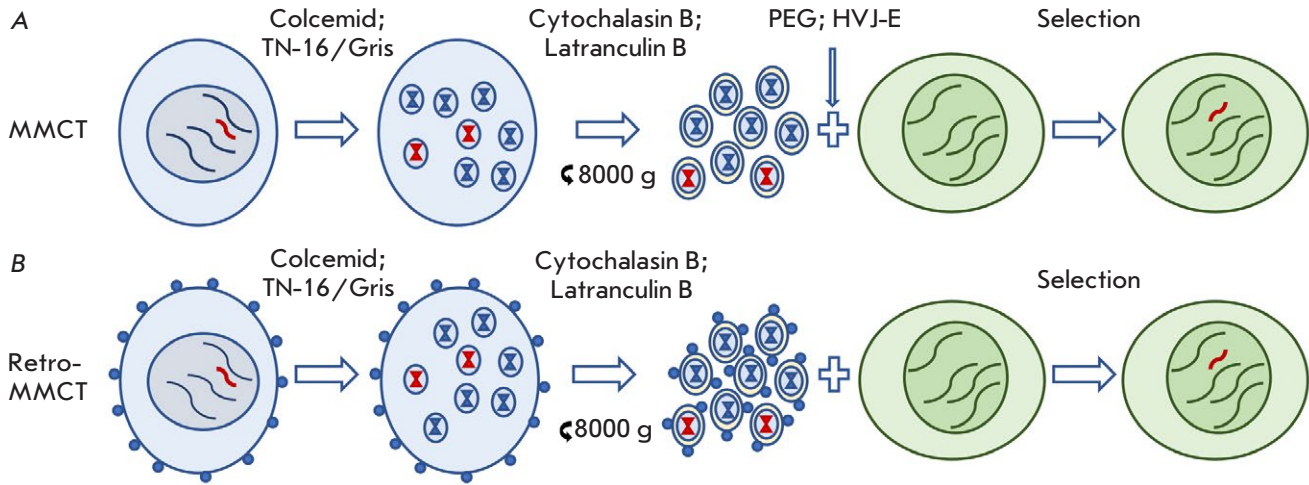 A
Colcemid;
TN-16/Gris
Cytochalasin B;
Latranculin B
PEG; HVJ-E
Selection
MMCT
8000 g
B
Colcemid;
TN-16/Gris
Cytochalasin B;
Latranculin B
Selection
Retro-
MMCT
8000 g